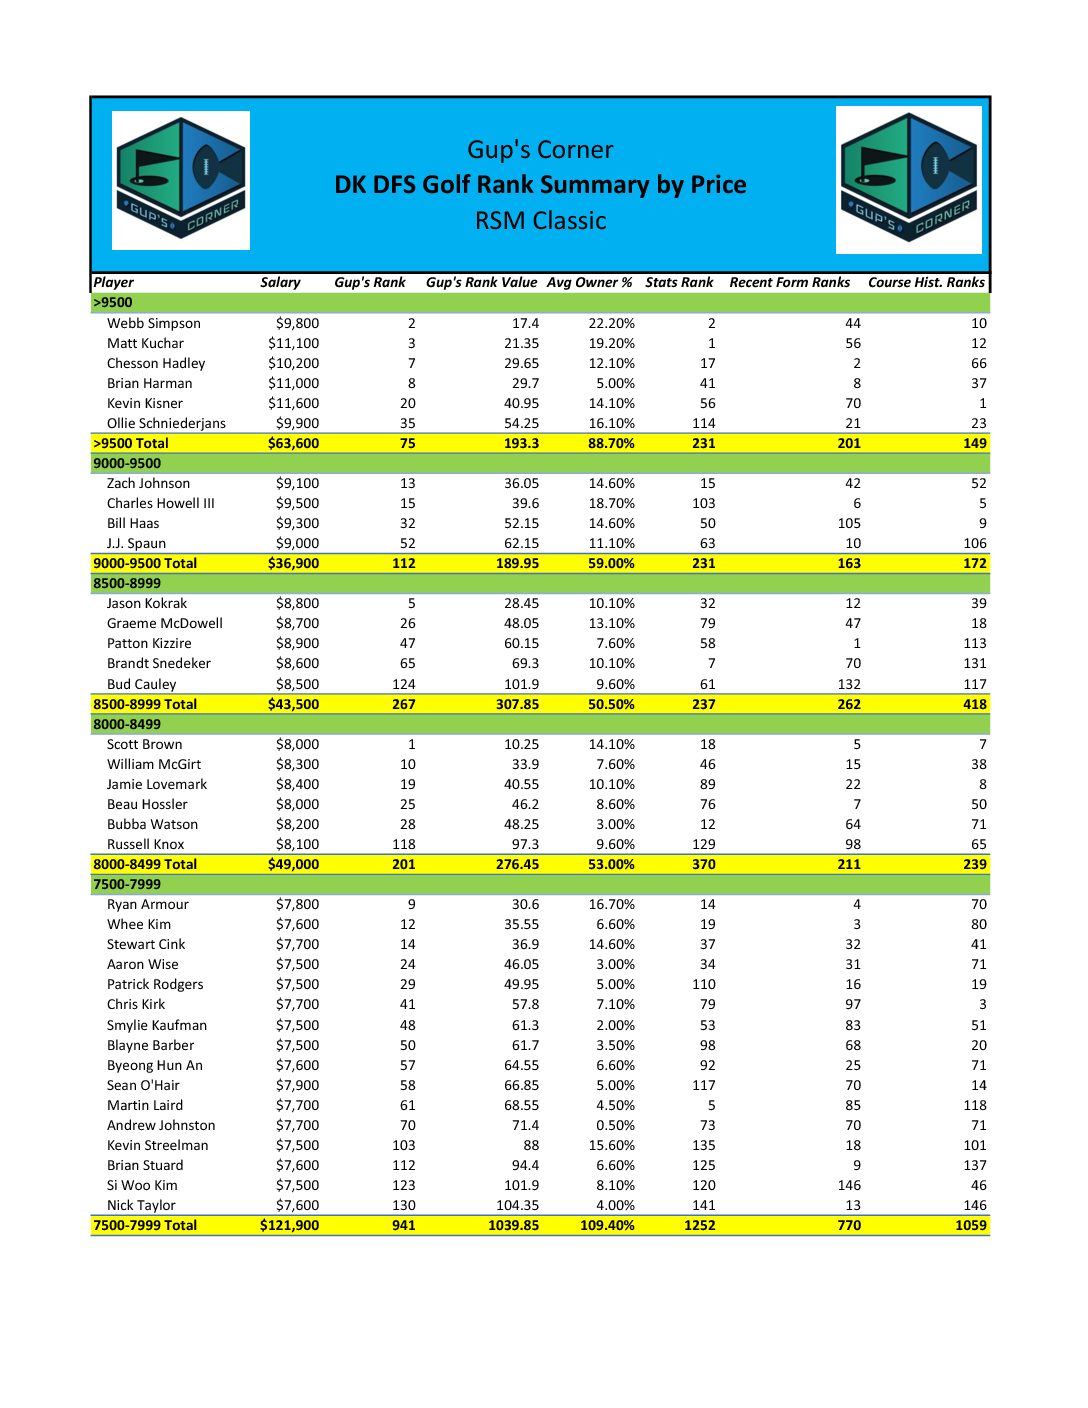 GUP'S CORNER
Gup's Corner
DK DFS Golf Rank Summary by Price
RSM Classic
GUP'S CORNER
Player Salary Gup's Rank Gup's Rank Value Avg Owner % Stats Rank Recent Form Ranks Course Hist. Ranks
>9500
Webb Simpson $9,800 2 17.4 22.20% 2 44 10
Matt Kuchar $11,100 3 21.35 19.20% 1 56 12
Chesson Hadley $10,200 7 29.65 12.10% 17 2 66
Brian Harman $11,000 8 29.7 5.00% 41 8 37
Kevin Kisner $11,600 20 40.95 14.10% 56 70 1
Ollie Schniederjans $9,900 35 54.25 16.10% 114 21 23
>9500 Total $63,600 75 193.3 88.70% 231 201 149
9000-9500
Zach Johnson $9,100 13 36.05 14.60% 15 42 52
Charles Howell III $9,500 15 39.6 18.70% 103 6 5
Bill Haas $9,300 32 52.15 14.60% 50 105 9
J.J. Spaun $9,000 52 62.15 11.10% 63 10 106
9000-9500 Total $36,900 112 189.95 59.00% 231 163 172
8500-8999
Jason Kokrak $8,800 5 28.45 10.10% 32 12 39
Graeme McDowell $8,700 26 48.05 13.10% 79 47 18
Patton Kizzire $8,900 47 60.15 7.60% 58 1 113
Brandt Snedeker $8,600 65 69.3 10.10% 7 70 131
Bud Cauley $8,500 124 101.9 9.60% 61 132 117
8500-8999 Total $43,500 267 307.85 50.50% 237 262 418
8000-8499
Scott Brown $8,000 1 10.25 14.10% 18 5 7
William McGirt $8,300 10 33.9 7.60% 46 15 38
Jamie Lovemark $8,400 19 40.55 10.10% 89 22 8
Beau Hossler $8,000 25 46.2 8.60% 76 7 50
Bubba Watson $8,200 28 48.25 3.00% 12 64 71
Russell Knox $8,100 118 97.3 9.60% 129 98 65
8000-8499 Total $49,000 201 276.45 53.00% 370 211 239
7500-7999
Ryan Armour $7,800 9 30.6 16.70% 14 4 70
Whee Kim $7,600 12 35.55 6.60% 19 3 80
Stewart Cink $7,700 14 36.9 14.60% 37 32 41
Aaron Wise $7,500 24 46.05 3.00% 34 31 71
Patrick Rodgers $7,500 29 49.95 5.00% 110 16 19
Chris Kirk $7,700 41 57.8 7.10% 79 97 3
Smylie Kaufman $7,500 48 61.3 2.00% 53 83 51
Blayne Barber $7,500 50 61.7 3.50% 98 68 20
Byeong Hun An $7,600 57 64.55 6.60% 92 25 71
Sean O'Hair $7,900 58 66.85 5.00% 117 70 14
Martin Laird $7,700 61 68.55 4.50% 5 85 118
Andrew Johnston $7,700 70 71.4 0.50% 73 70 71
Kevin Streelman $7,500 103 88 15.60% 135 18 101
Brian Stuard $7,600 112 94.4 6.60% 125 9 137
Si Woo Kim $7,500 123 101.9 8.10% 120 146 46
Nick Taylor $7,600 130 104.35 4.00% 141 13 146
7500-7999 Total $121,900 941 1039.85 109.40% 1252 770 1059